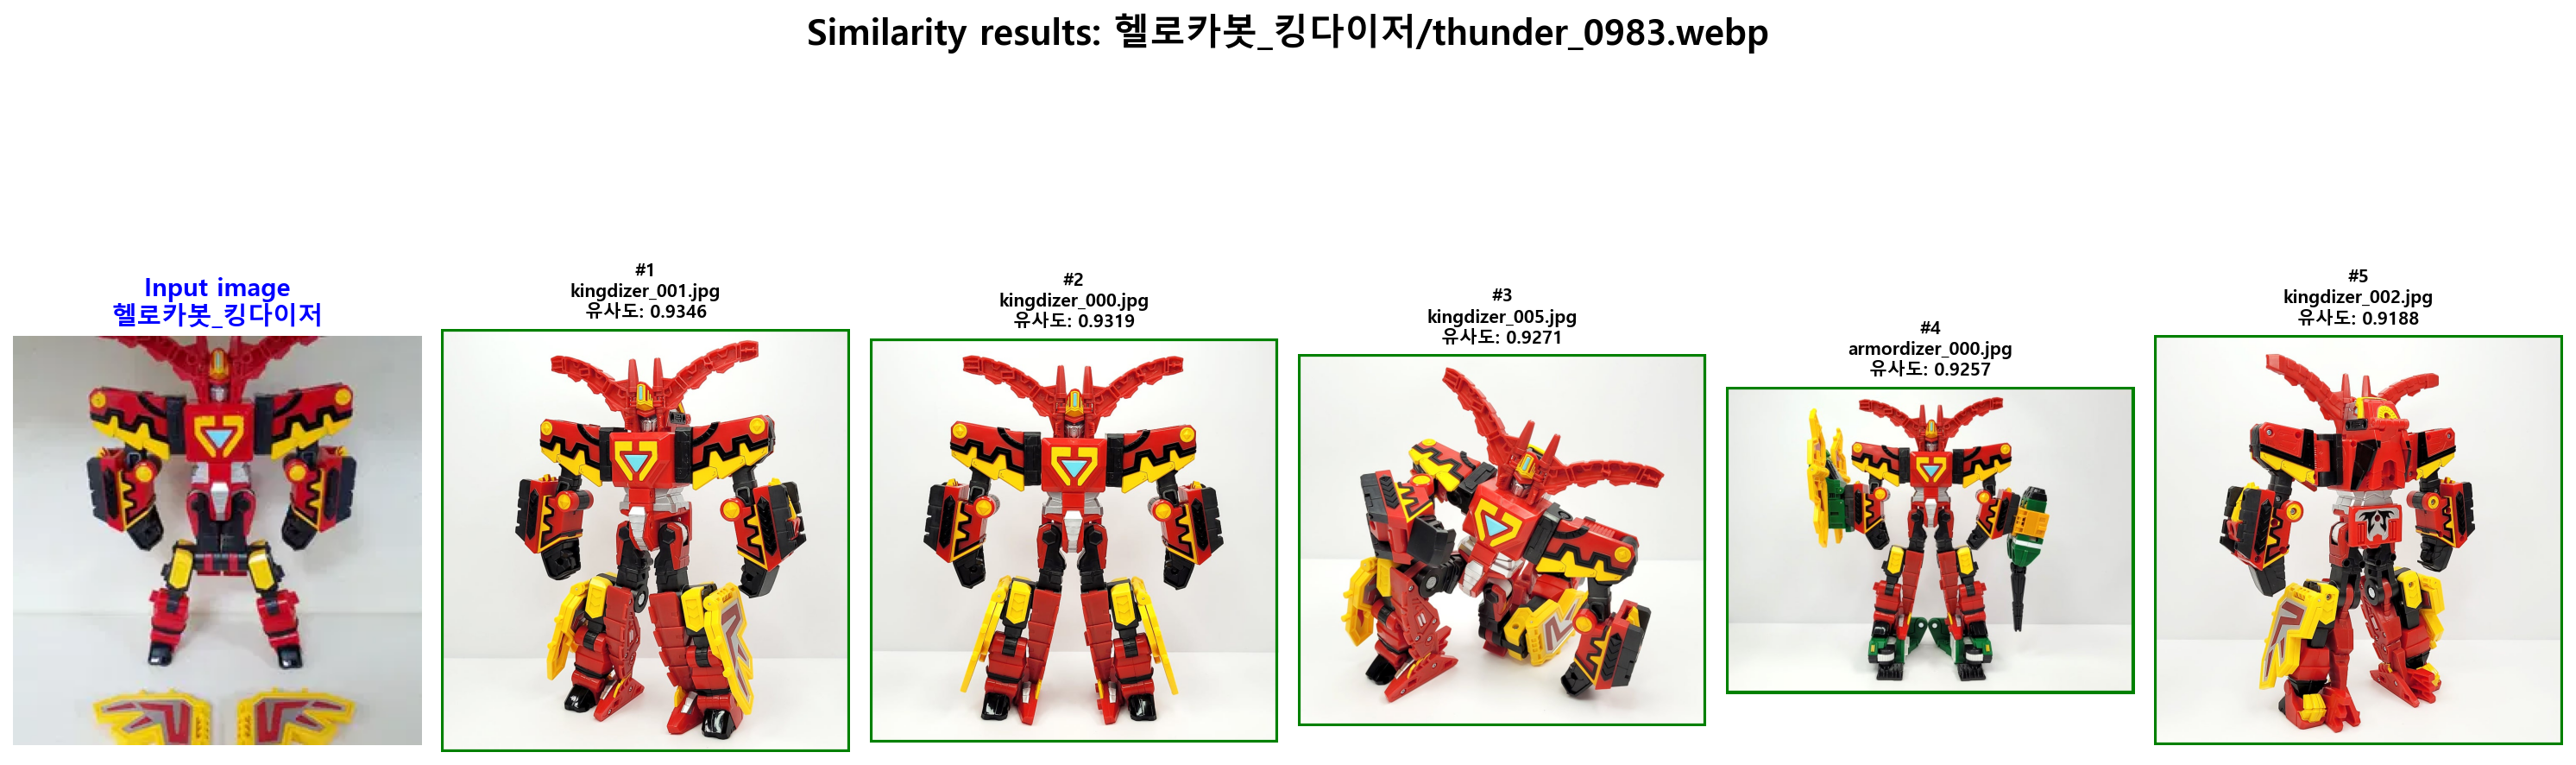 Similarity results: 헬로카봇_킹다이저/thunder_0983.webp
Input image
헬로카봇_킹다이저
#1
kingdizer_001.jpg
유사도: 0.9346
#2
kingdizer_000.jpg
유사도: 0.9319
#3
kingdizer_005.jpg
유사도: 0.9271
#4
armordizer_000.jpg
유사도: 0.9257
#5
kingdizer_002.jpg
유사도: 0.9188